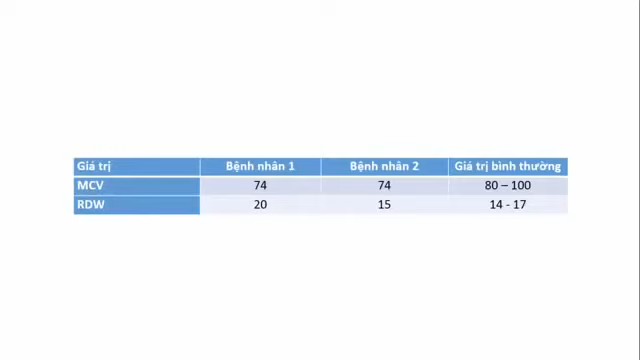 Giá trị Bệnh nhân 1 Bệnh nhân 2 Giá trị bình thường
MCV 74 74 80 – 100
RDW 20 15 14 - 17